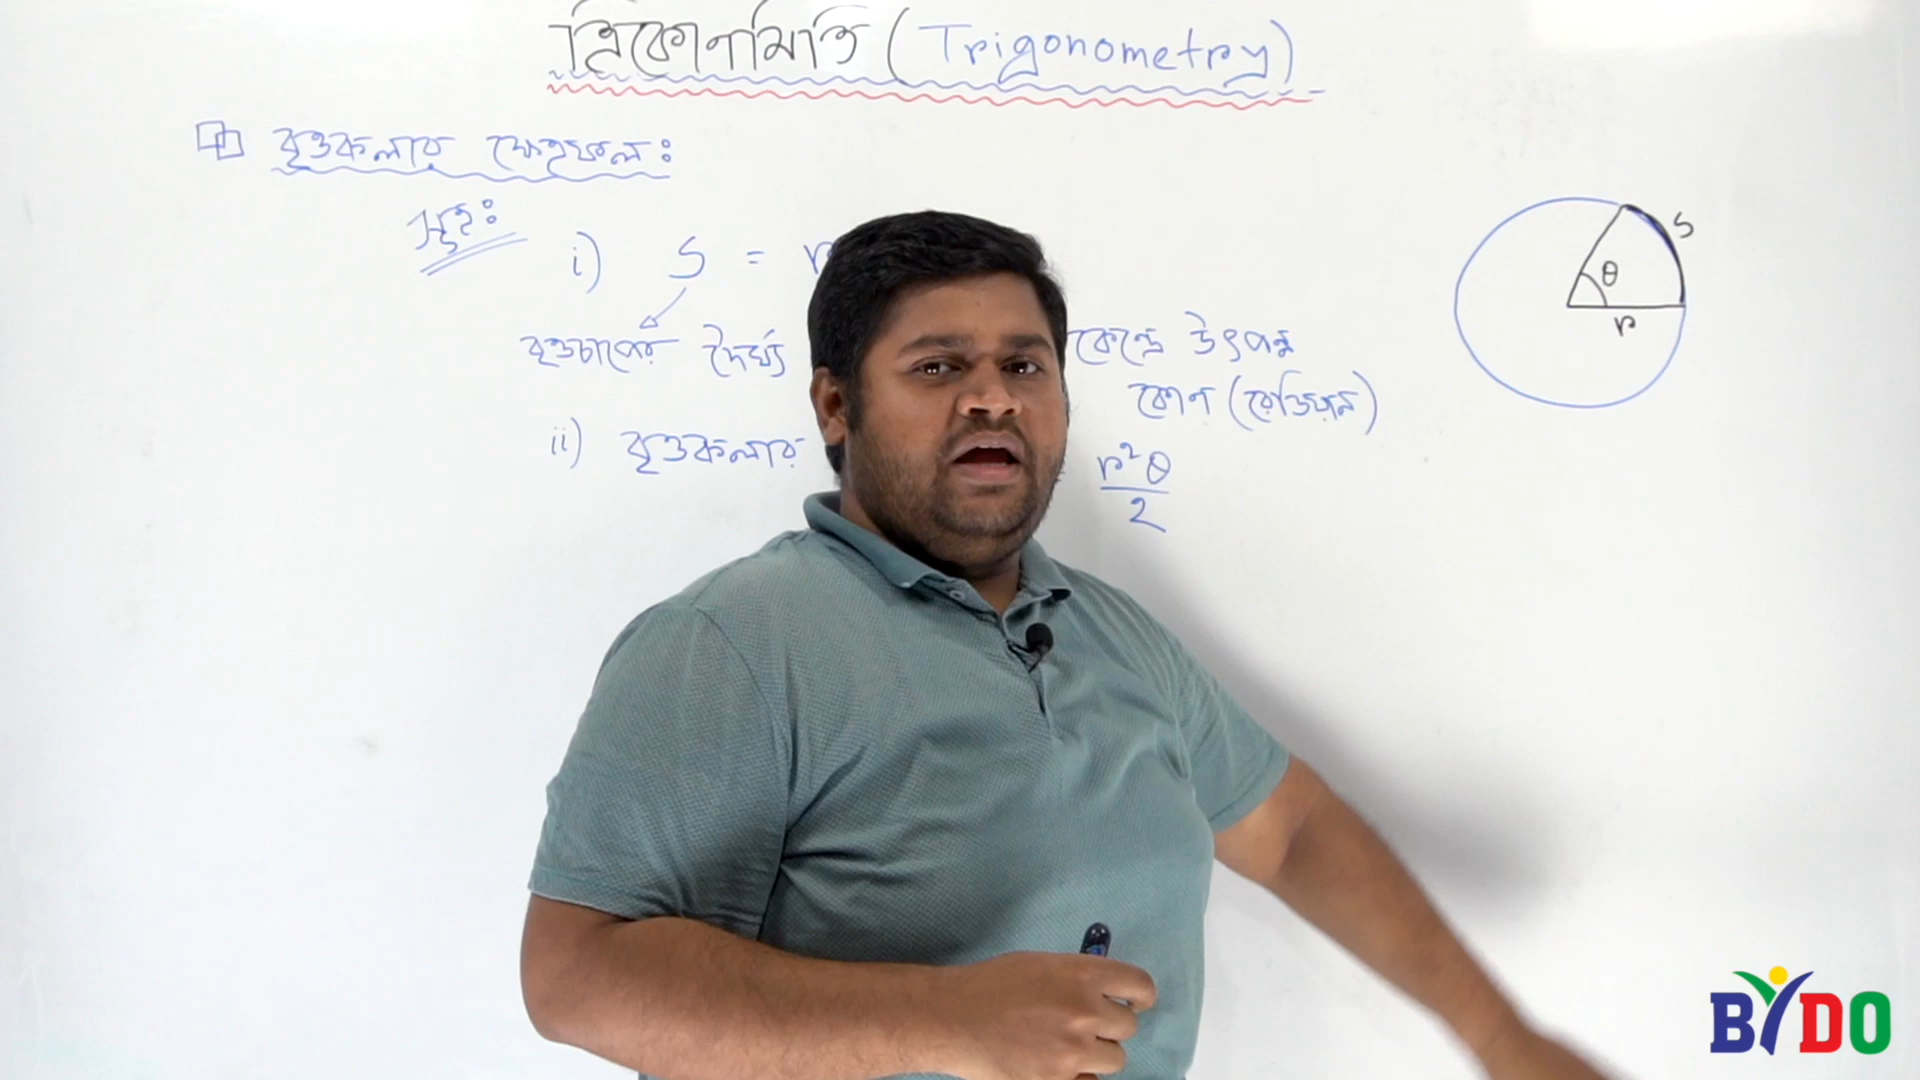 ত্রিকোণমিতি (Trigonometry)
বৃত্তকলার ক্ষেত্রফল :
সূত্র :
i) S = r
বৃত্তচাপের দৈর্ঘ্য
কেন্দ্রে উৎপন্ন
কোণ (রেডিয়ান)
ii) বৃত্তকলার
r²θ
2
S
θ
r
BYDO